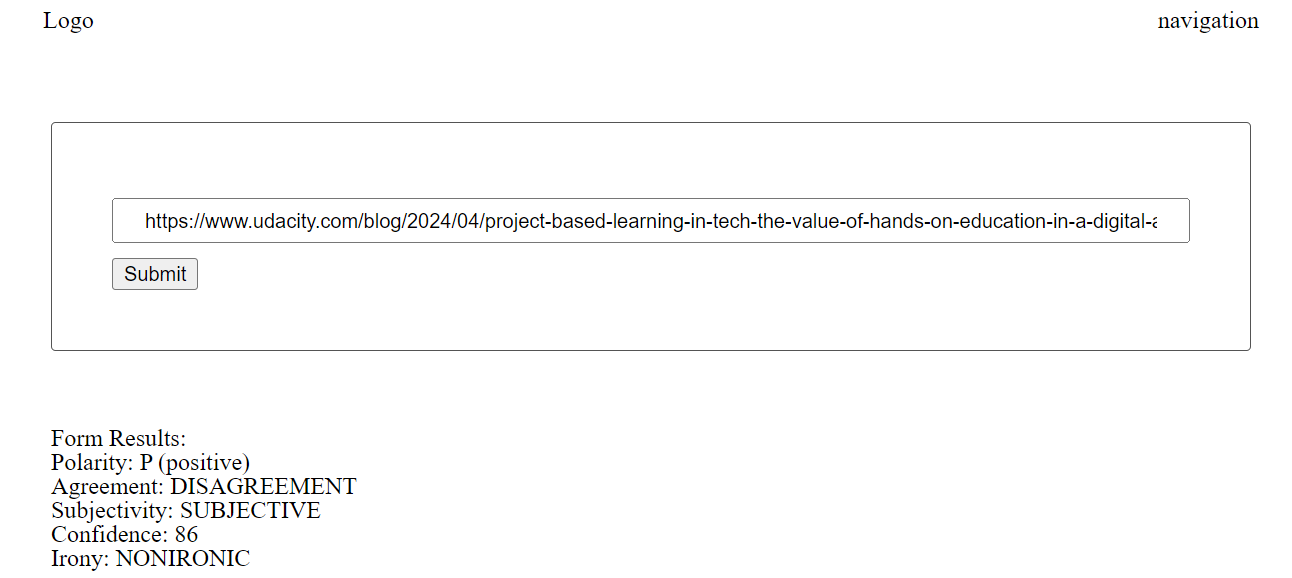 Logo
navigation
https://www.udacity.com/blog/2024/04/project-based-learning-in-tech-the-value-of-hands-on-education-in-a-digital-a
Submit
Form Results:
Polarity: P (positive)
Agreement: DISAGREEMENT
Subjectivity: SUBJECTIVE
Confidence: 86
Irony: NONIRONIC